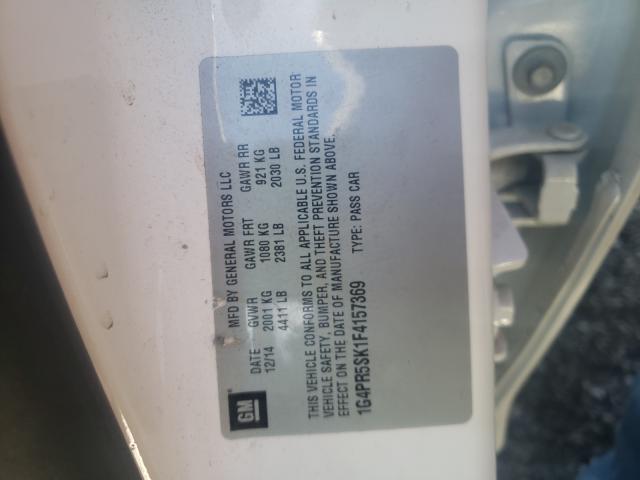 MFD BY GENERAL MOTORS LLC
DATE GVWR GAWR FRT GAWR RR
12/14 2001 KG 1080 KG 921 KG
4411 LB 2381 LB 2030 LB
THIS VEHICLE CONFORMS TO ALL APPLICABLE U.S. FEDERAL MOTOR
VEHICLE SAFETY, BUMPER, AND THEFT PREVENTION STANDARDS IN
EFFECT ON THE DATE OF MANUFACTURE SHOWN ABOVE.
1G4PR5SK1F4157369 TYPE: PASS CAR
GM